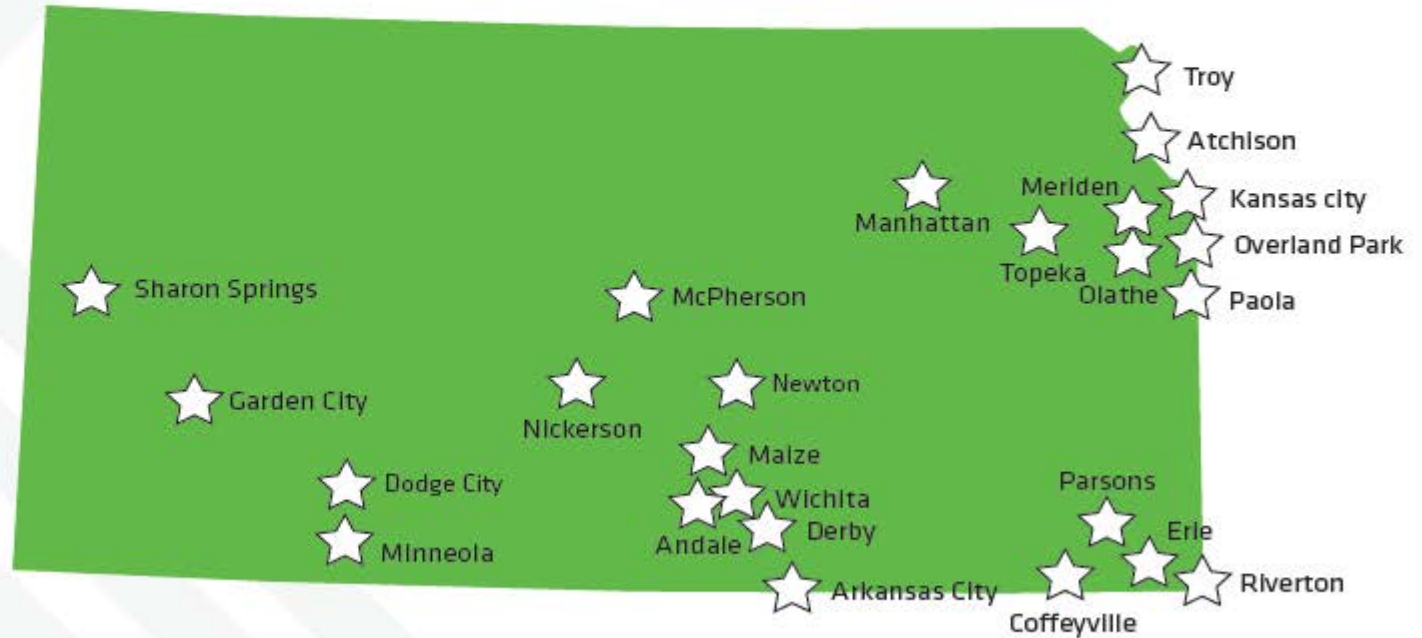 Troy
Atchison
Meriden
Kansas city
Manhattan
Overland Park
Topeka
Olathe
Paola
Sharon Springs
McPherson
Newton
Garden City
Nickerson
Maize
Dodge City
Parsons
Wichita
Derby
Erie
Andale
Minneola
Riverton
Arkansas City
Coffeyville